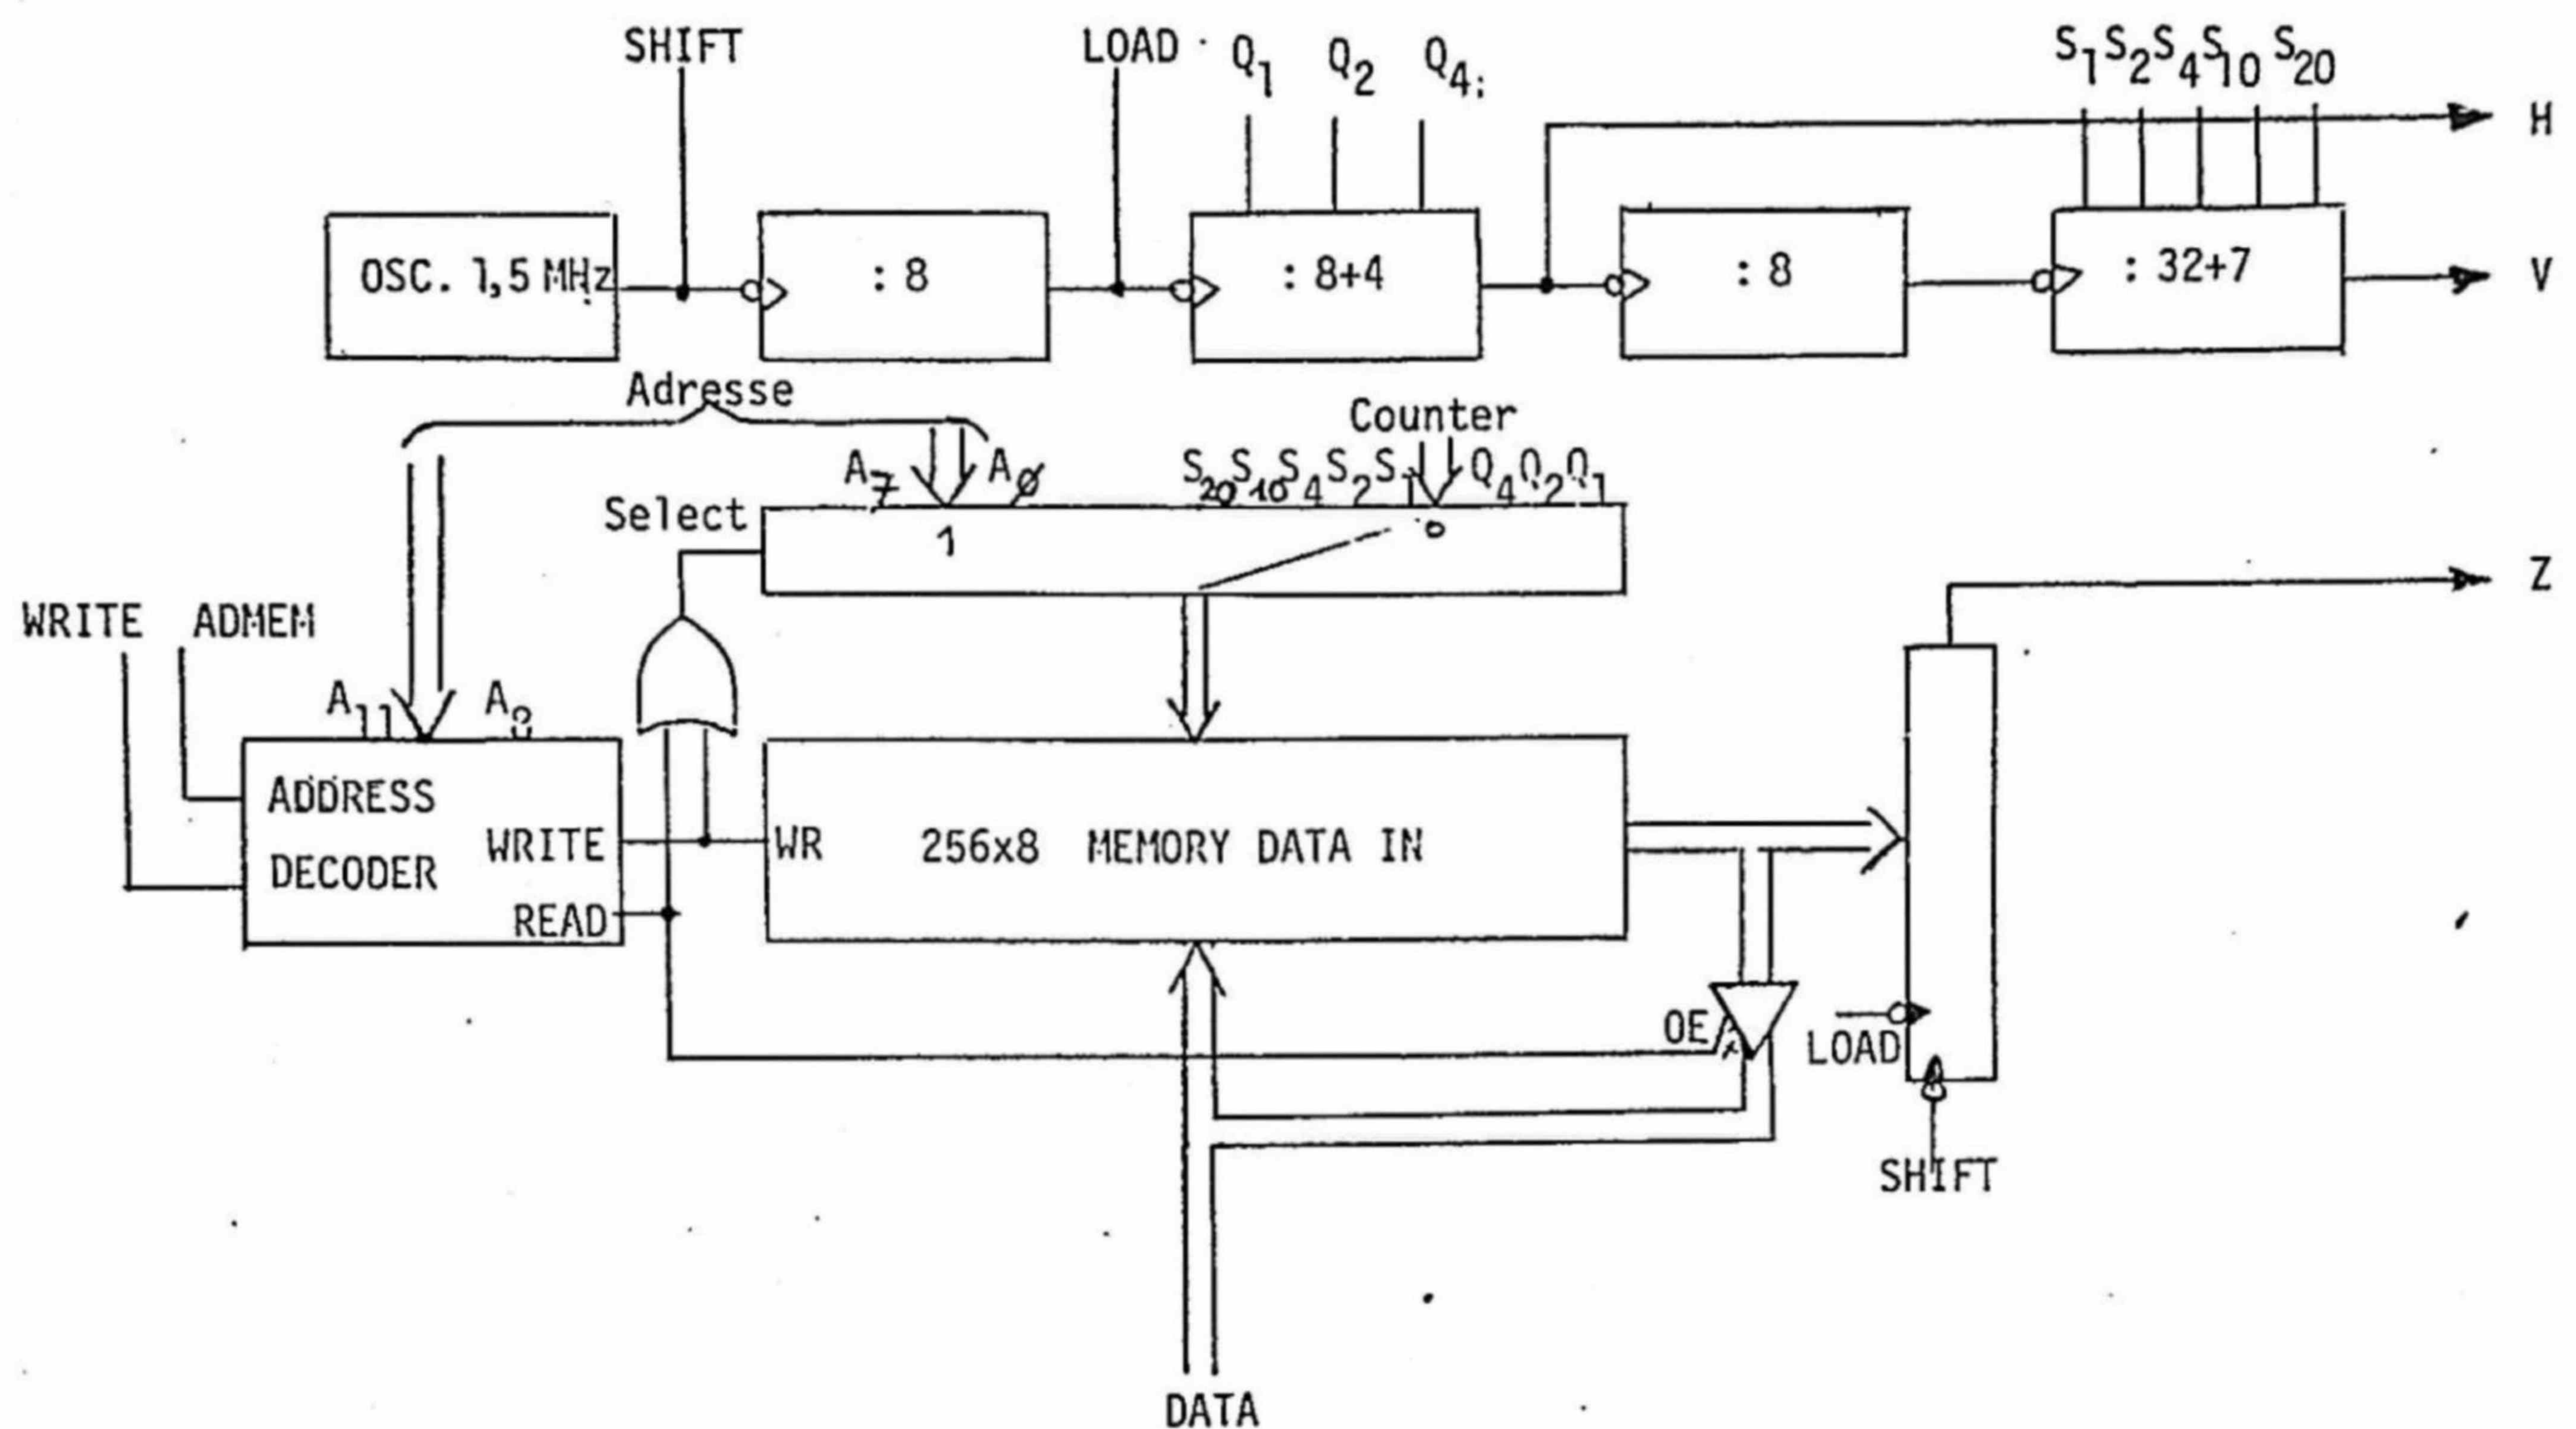 SHIFT LOAD Q1 Q2 Q4: S1 S2 S4 S10 S20
H
OSC. 1,5 MHz : 8 : 8+4 : 8 : 32+7 V
Adresse
Counter
A7 A0 S20 S10 S4 S2 S1 Q4 Q2 Q1
Select
1 0
Z
WRITE ADMEM
A11 A8
ADDRESS
DECODER
WRITE
READ
WR 256x8 MEMORY DATA IN
OE
LOAD
SHIFT
DATA